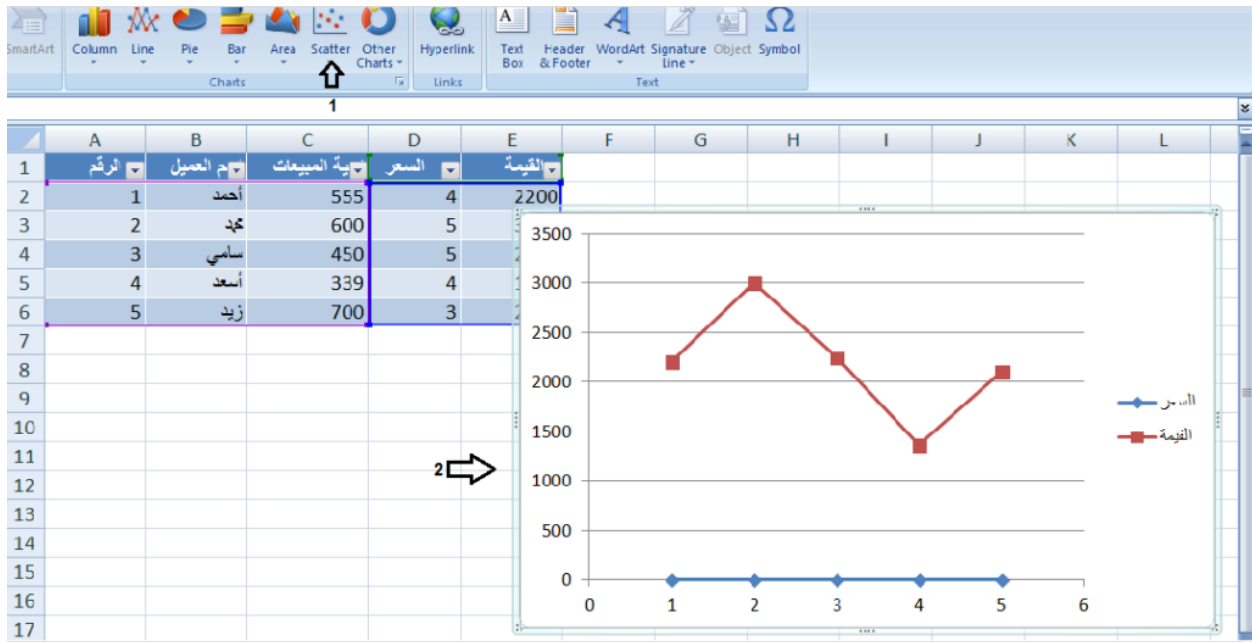 SmartArt Column Line Pie Bar Area Scatter Other Charts Hyperlink Text Box Header & Footer WordArt Signature Line Object Symbol
Charts Links Text
1
A B C D E F G H I J K L
1 الرقم العميل المبيعات السعر القيمة
2 1 أحمد 555 4 2200
3 2 محمد 600 5
4 3 سامي 450 5
5 4 أسعد 339 4
6 5 زيد 700 3
7
8
9
10
11
12
13
14
15
16
17
2
3500
3000
2500
2000
1500
1000
500
0
0 1 2 3 4 5 6
السعر
القيمة